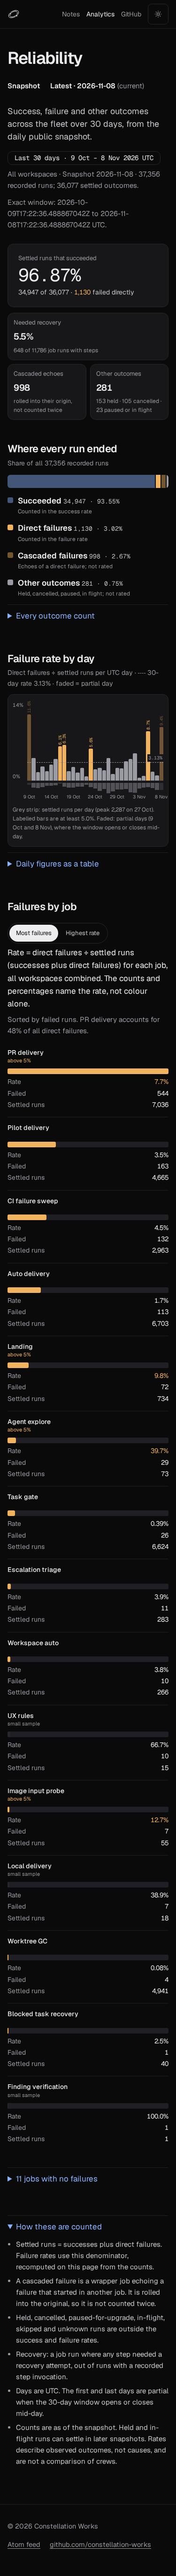 Notes Analytics GitHub
Reliability
Snapshot Latest · 2026-11-08 (current)
Success, failure and other outcomes
across the fleet over 30 days, from the
daily public snapshot.
Last 30 days · 9 Oct – 8 Nov 2026 UTC
All workspaces · Snapshot 2026-11-08 · 37,356
recorded runs; 36,077 settled outcomes.
Exact window: 2026-10-
09T17:22:36.488867042Z to 2026-11-
08T17:22:36.488867042Z UTC.
Settled runs that succeeded
96.87%
34,947 of 36,077 · 1,130 failed directly
Needed recovery
5.5%
648 of 11,786 job runs with steps
Cascaded echoes
998
rolled into their origin,
not counted twice
Other outcomes
281
153 held · 105 cancelled ·
23 paused or in flight
Where every run ended
Share of all 37,356 recorded runs
Succeeded 34,947 · 93.55%
Counted in the success rate
Direct failures 1,130 · 3.02%
Counted in the failure rate
Cascaded failures 998 · 2.67%
Echoes of a direct failure; not rated
Other outcomes 281 · 0.75%
Held, cancelled, paused, in flight; not rated
Every outcome count
Failure rate by day
Direct failures ÷ settled runs per UTC day · ---- 30-
day rate 3.13% · faded = partial day
14%
3.13%
0%
9 Oct 14 Oct 19 Oct 24 Oct 29 Oct 3 Nov 8 Nov
Grey strip: settled runs per day (peak 2,287 on 27 Oct).
Labelled bars are at least 5.0%. Faded: partial days (9
Oct and 8 Nov), where the window opens or closes mid-
day.
Daily figures as a table
Failures by job
Most failures Highest rate
Rate = direct failures ÷ settled runs
(successes plus direct failures) for each job,
all workspaces combined. The counts and
percentages name the rate, not colour
alone.
Sorted by failed runs. PR delivery accounts for
48% of all direct failures.
PR delivery
above 5%
Rate 7.7%
Failed 544
Settled runs 7,036
Pilot delivery
Rate 3.5%
Failed 163
Settled runs 4,665
CI failure sweep
Rate 4.5%
Failed 132
Settled runs 2,963
Auto delivery
Rate 1.7%
Failed 113
Settled runs 6,703
Landing
above 5%
Rate 9.8%
Failed 72
Settled runs 734
Agent explore
above 5%
Rate 39.7%
Failed 29
Settled runs 73
Task gate
Rate 0.39%
Failed 26
Settled runs 6,624
Escalation triage
Rate 3.9%
Failed 11
Settled runs 283
Workspace auto
Rate 3.8%
Failed 10
Settled runs 266
UX rules
small sample
Rate 66.7%
Failed 10
Settled runs 15
Image input probe
above 5%
Rate 12.7%
Failed 7
Settled runs 55
Local delivery
small sample
Rate 38.9%
Failed 7
Settled runs 18
Worktree GC
Rate 0.08%
Failed 4
Settled runs 4,941
Blocked task recovery
Rate 2.5%
Failed 1
Settled runs 40
Finding verification
small sample
Rate 100.0%
Failed 1
Settled runs 1
11 jobs with no failures
How these are counted
Settled runs = successes plus direct failures.
Failure rates use this denominator,
recomputed on this page from the counts.
A cascaded failure is a wrapper job echoing a
failure that started in another job. It is rolled
into the original, so it is not counted twice.
Held, cancelled, paused-for-upgrade, in-flight,
skipped and unknown runs are outside the
success and failure rates.
Recovery: a job run where any step needed a
recovery attempt, out of runs with a recorded
step invocation.
Days are UTC. The first and last days are partial
when the 30-day window opens or closes
mid-day.
Counts are as of the snapshot. Held and in-
flight runs can settle in later snapshots. Rates
describe observed outcomes, not causes, and
are not a comparison of crews.
© 2026 Constellation Works
Atom feed github.com/constellation-works